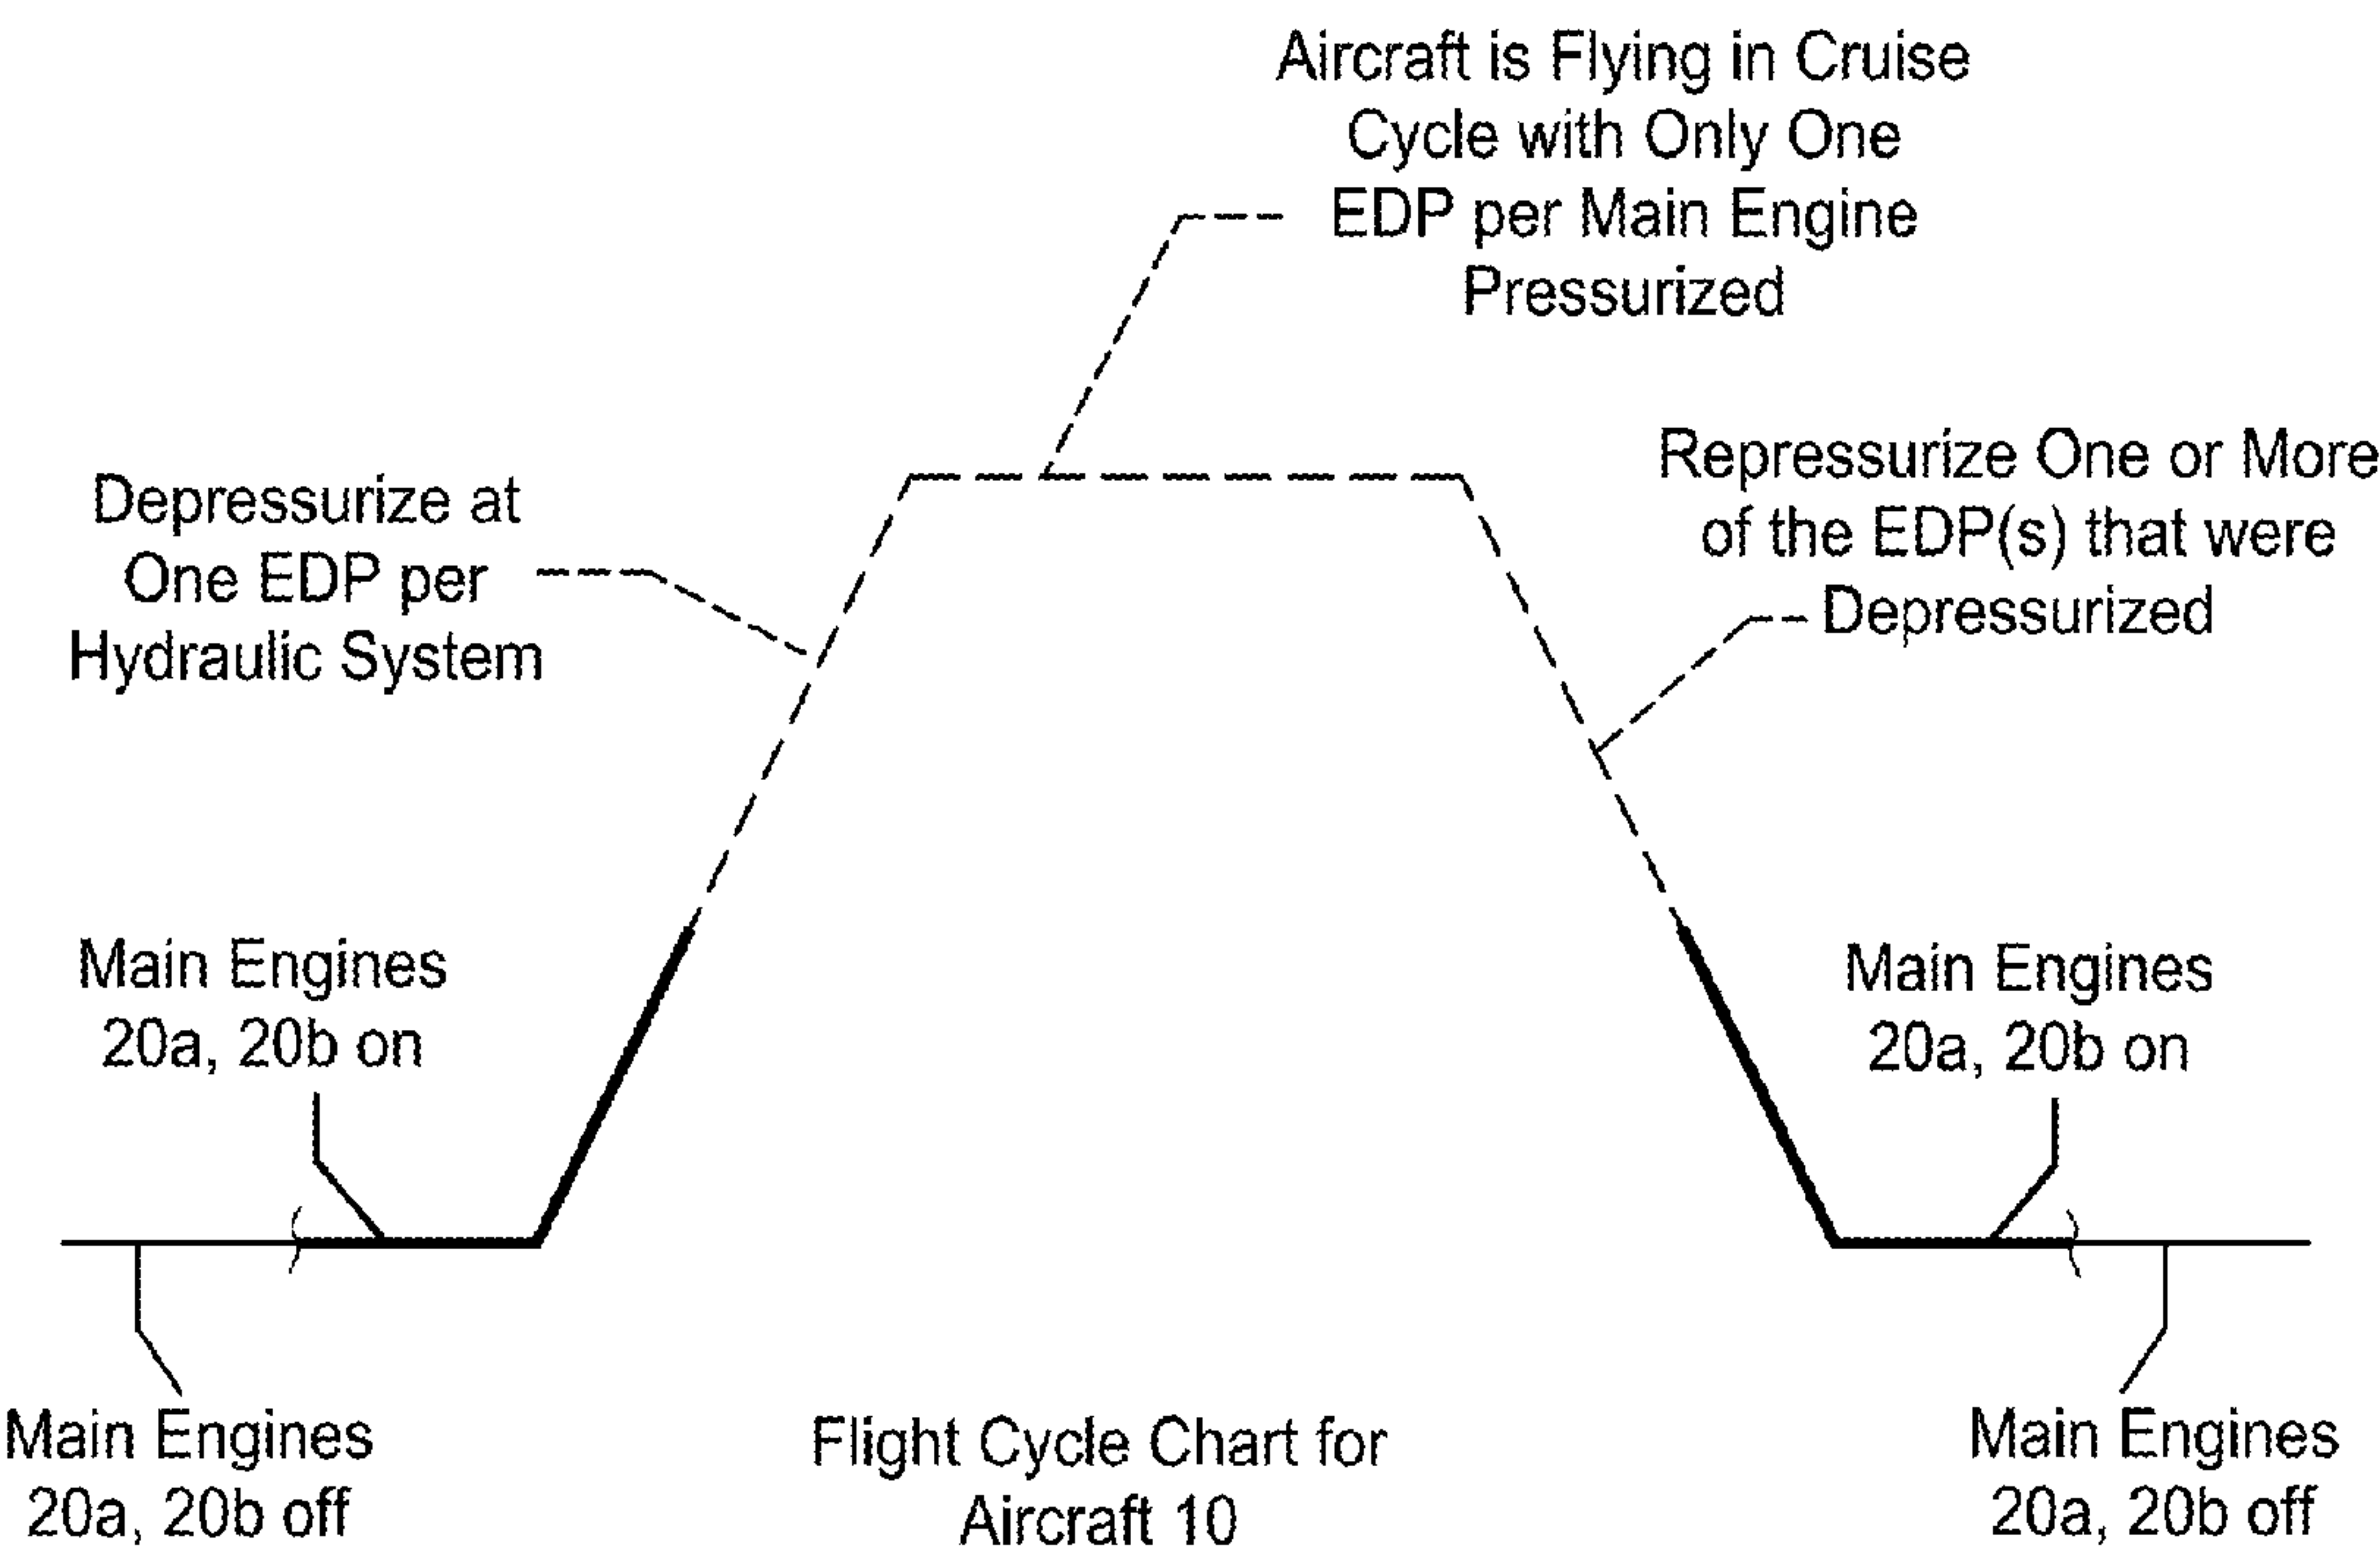 Aircraft is Flying in Cruise
Cycle with Only One
EDP per Main Engine
Pressurized
Depressurize at
One EDP per
Hydraulic System
Repressurize One or More
of the EDP(s) that were
Depressurized
Main Engines
20a, 20b on
Main Engines
20a, 20b on
Main Engines
20a, 20b off
Flight Cycle Chart for
Aircraft 10
Main Engines
20a, 20b off